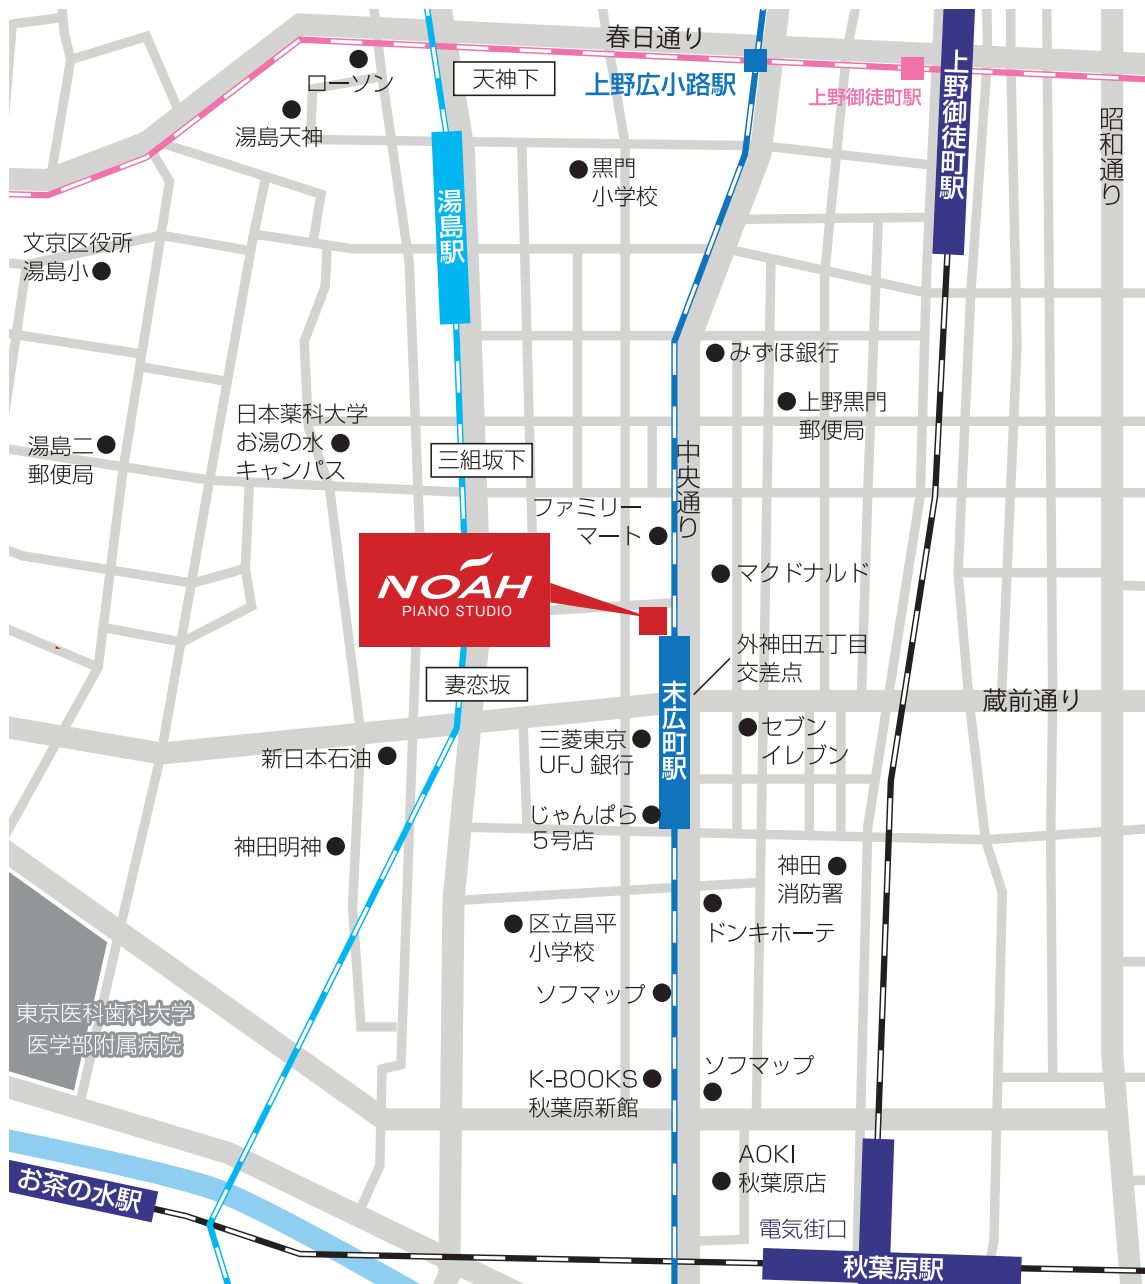 春日通り
天神下
上野広小路駅
上野御徒町駅
上野御徒町駅
昭和通り
ローソン
湯島天神
黒門
小学校
湯島駅
文京区役所
湯島小
みずほ銀行
上野黒門
郵便局
日本薬科大学
お湯の水
キャンパス
湯島二
郵便局
三組坂下
中央通り
ファミリー
マート
マクドナルド
NOAH
PIANO STUDIO
外神田五丁目
交差点
妻恋坂
末広町駅
蔵前通り
新日本石油
三菱東京
UFJ 銀行
セブン
イレブン
じゃんぱら
5号店
神田明神
神田
消防署
区立昌平
小学校
ドンキホーテ
ソフマップ
東京医科歯科大学
医学部附属病院
K-BOOKS
秋葉原新館
ソフマップ
AOKI
秋葉原店
お茶の水駅
電気街口
秋葉原駅